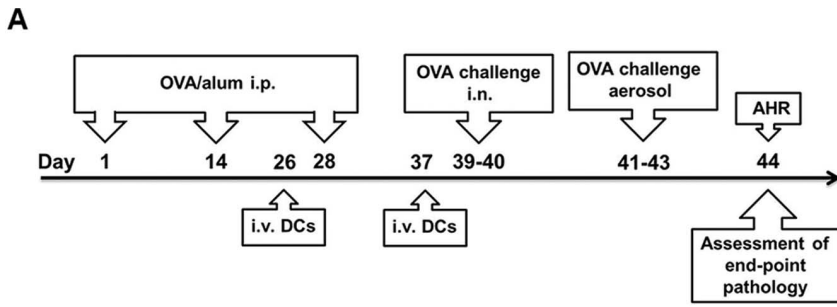 A
OVA/alum i.p.
OVA challenge
i.n.
OVA challenge
aerosol
AHR
Day 1 14 26 28 37 39-40 41-43 44
i.v. DCs
i.v. DCs
Assessment of
end-point
pathology